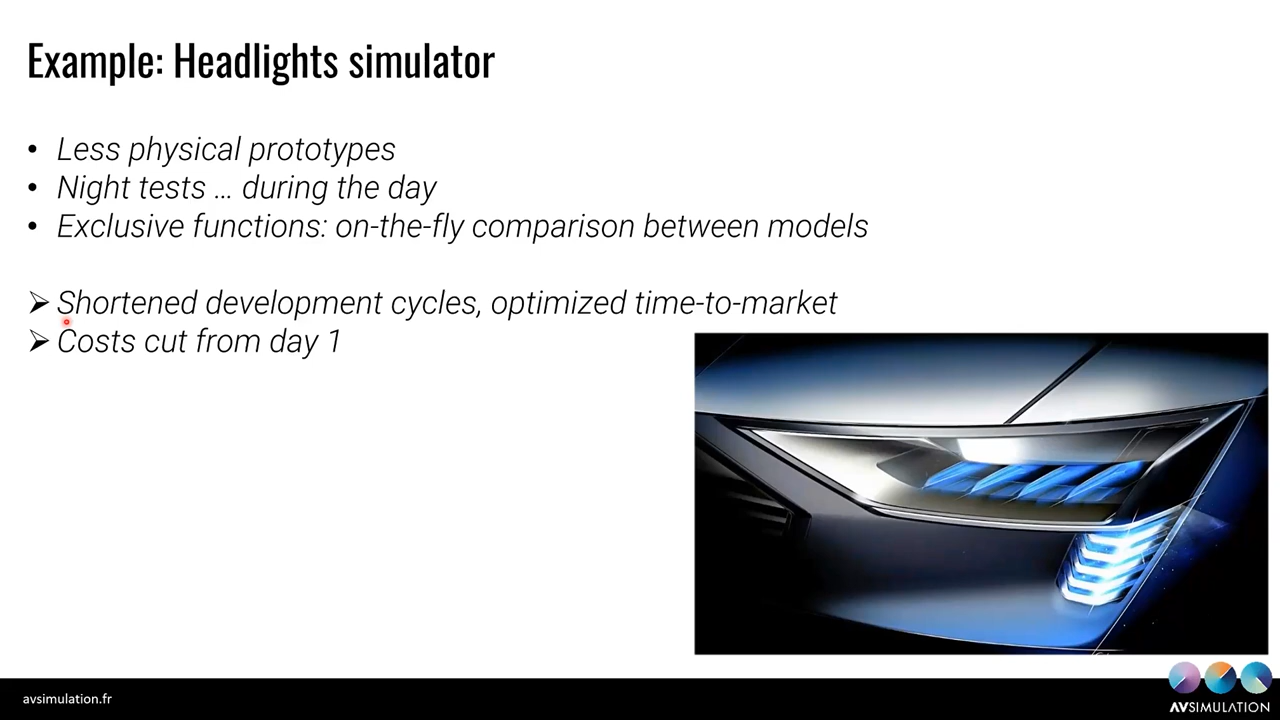 Example: Headlights simulator
• Less physical prototypes
• Night tests ... during the day
• Exclusive functions: on-the-fly comparison between models
➢ Shortened development cycles, optimized time-to-market
➢ Costs cut from day 1
avsimulation.fr
AVSIMULATION